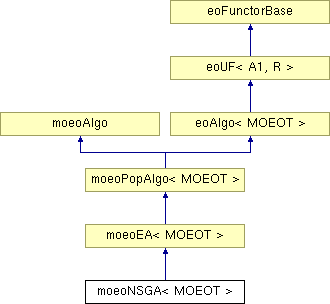 eoFunctorBase
eoUF< A1, R >
moeoAlgo
eoAlgo< MOEOT >
moeoPopAlgo< MOEOT >
moeoEA< MOEOT >
moeoNSGA< MOEOT >